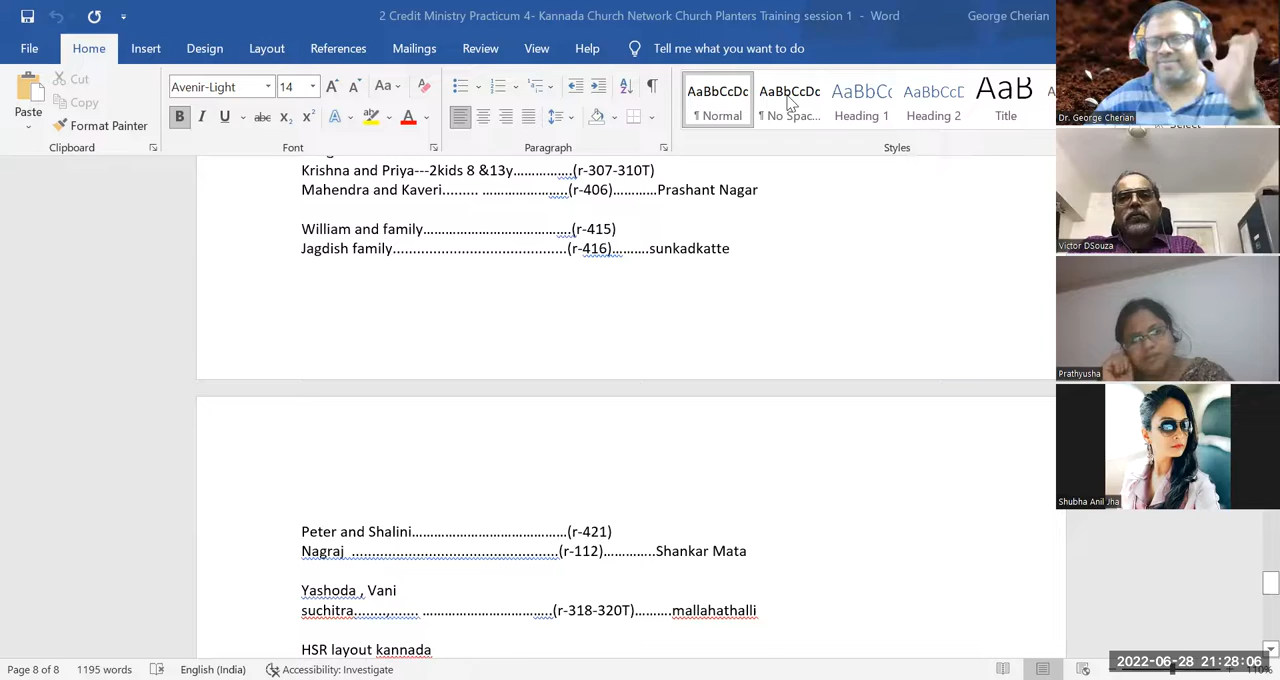 2 Credit Ministry Practicum 4- Kannada Church Network Church Planters Training session 1 - Word George Cherian
File Home Insert Design Layout References Mailings Review View Help Tell me what you want to do
Paste Cut Copy Format Painter
Avenir-Light 14
AaBbCcDc AaBbCcDc AaBbCc AaBbCcD AaB
¶ Normal ¶ No Spac... Heading 1 Heading 2 Title
Clipboard Font Paragraph Styles
Dr. George Cherian
Krishna and Priya---2kids 8 &13y................(r-307-310T)
Mahendra and Kaveri......... ........................(r-406)............Prashant Nagar
William and family........................................(r-415)
Jagdish family...........................................(r-416)..........sunkadkatte
Victor DSouza
Prathyusha
Shubha Anil Jha
Peter and Shalini..........................................(r-421)
Nagraj ...................................................(r-112)..............Shankar Mata
Yashoda , Vani
suchitra........,....... ...................................(r-318-320T)..........mallahathalli
HSR layout kannada
Page 8 of 8 1195 words English (India) Accessibility: Investigate
2022-06-28 21:28:06